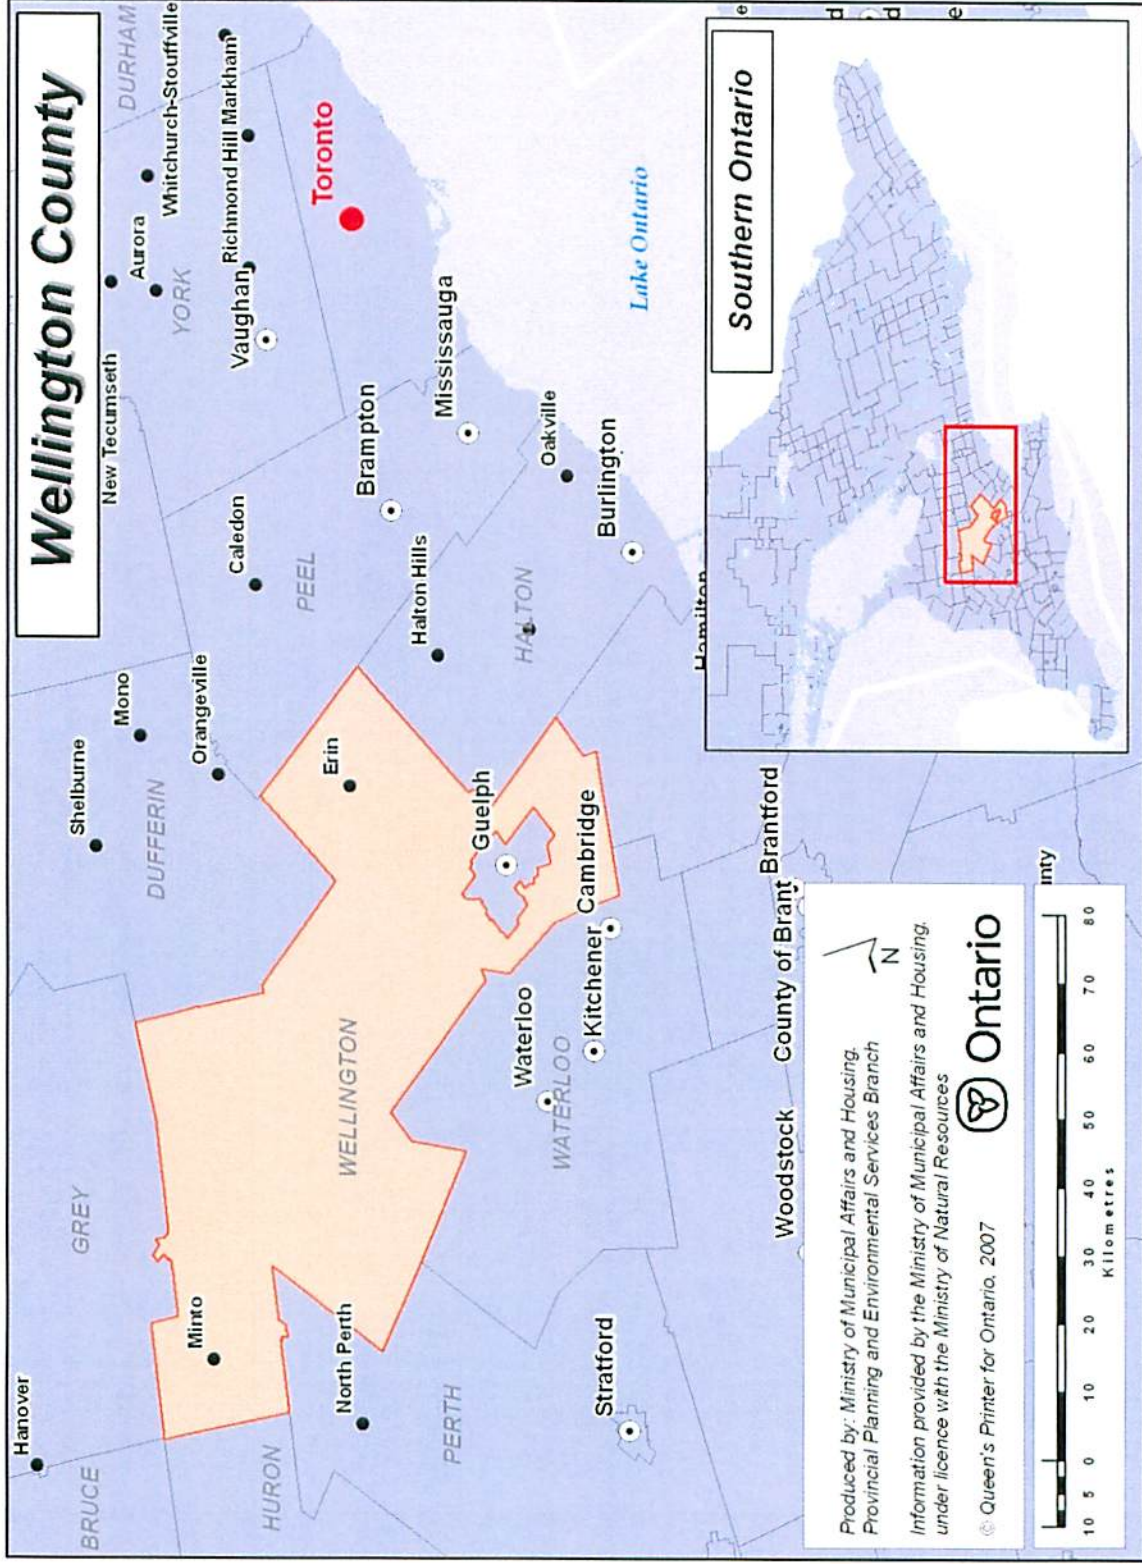 Wellington County
DURHAM
Whitchurch-Stouffville
Aurora
YORK
New Tecumseth
Richmond Hill
Markham
Vaughan
Toronto
Hanover
Shelburne
Mono
Orangeville
Caledon
BRUCE
GREY
DUFFERIN
PEEL
Brampton
Mississauga
Minto
Erin
Halton Hills
Oakville
Lake Ontario
HURON
North Perth
WELLINGTON
Guelph
HALTON
Burlington
PERTH
Waterloo
WATERLOO
Kitchener
Cambridge
Stratford
Hamilton
Woodstock
County of Brant
Brantford
Southern Ontario
Produced by: Ministry of Municipal Affairs and Housing,
Provincial Planning and Environmental Services Branch
N
Information provided by the Ministry of Municipal Affairs and Housing,
under licence with the Ministry of Natural Resources
© Queen's Printer for Ontario, 2007
Ontario
10 5 0 10 20 30 40 50 60 70 80
Kilometres